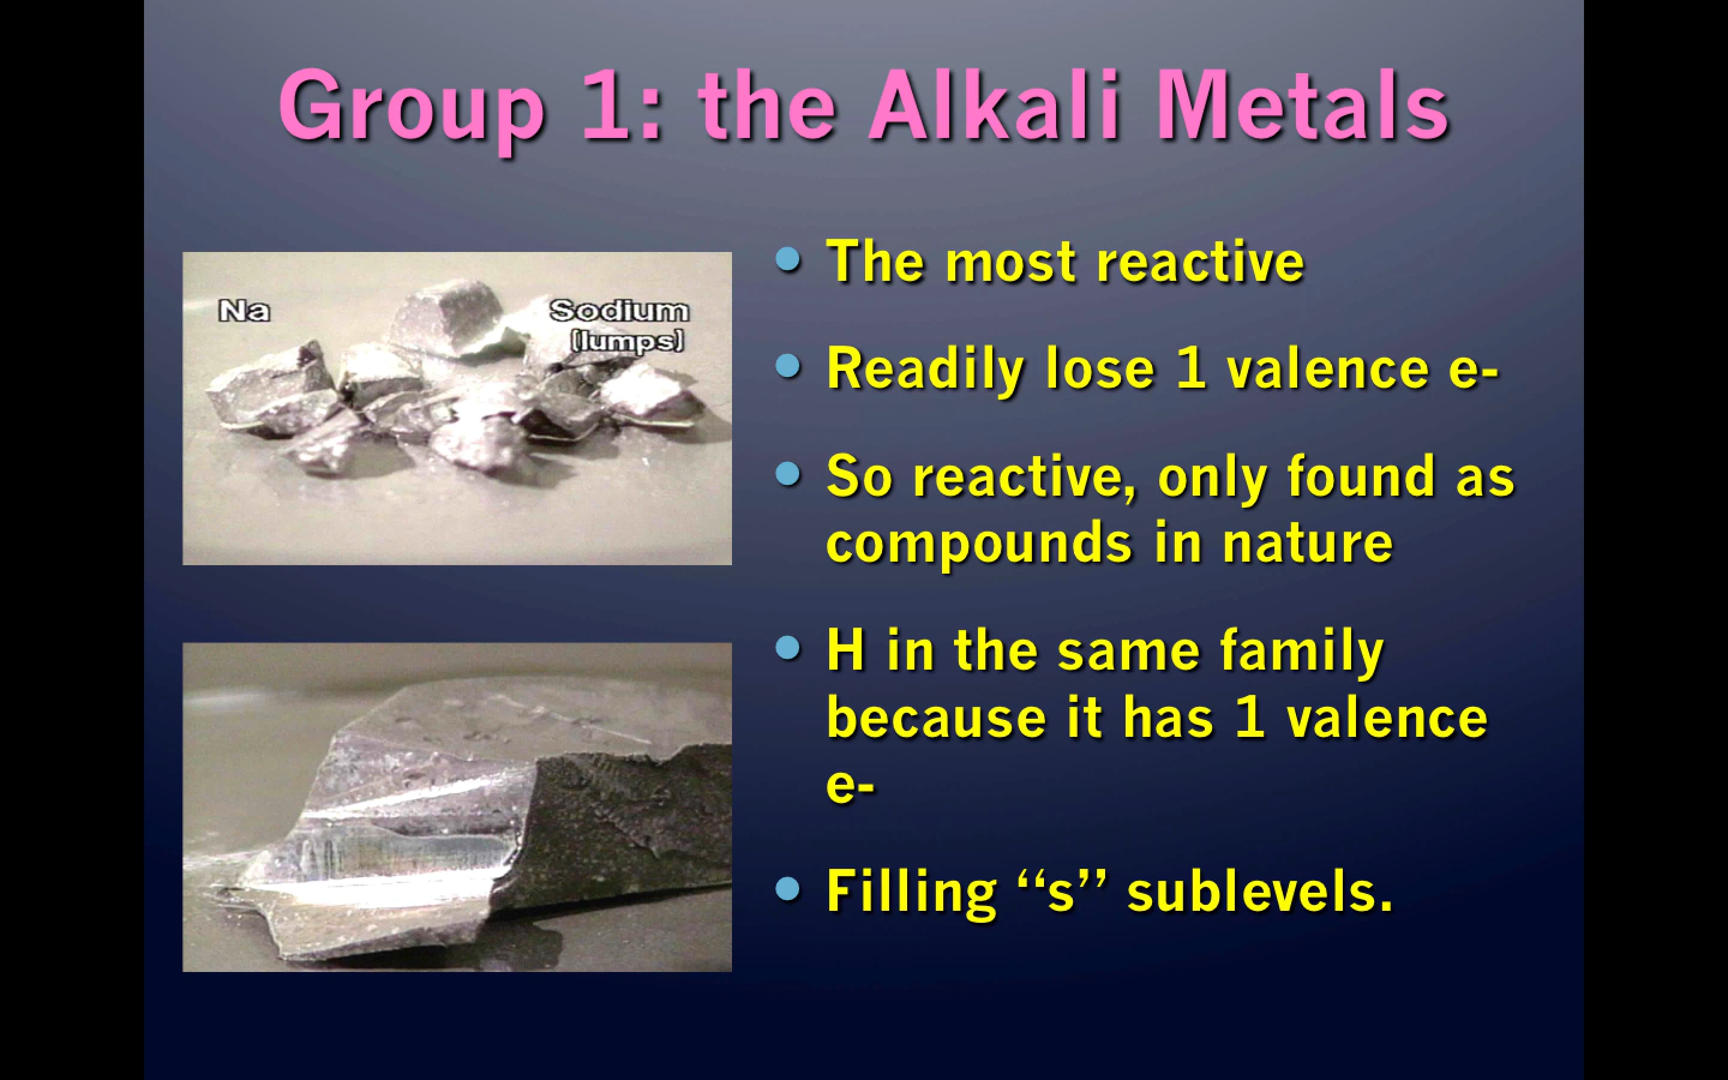 Group 1: the Alkali Metals
Na
Sodium
(lumps)
• The most reactive
• Readily lose 1 valence e-
• So reactive, only found as
compounds in nature
• H in the same family
because it has 1 valence
e-
• Filling “s” sublevels.